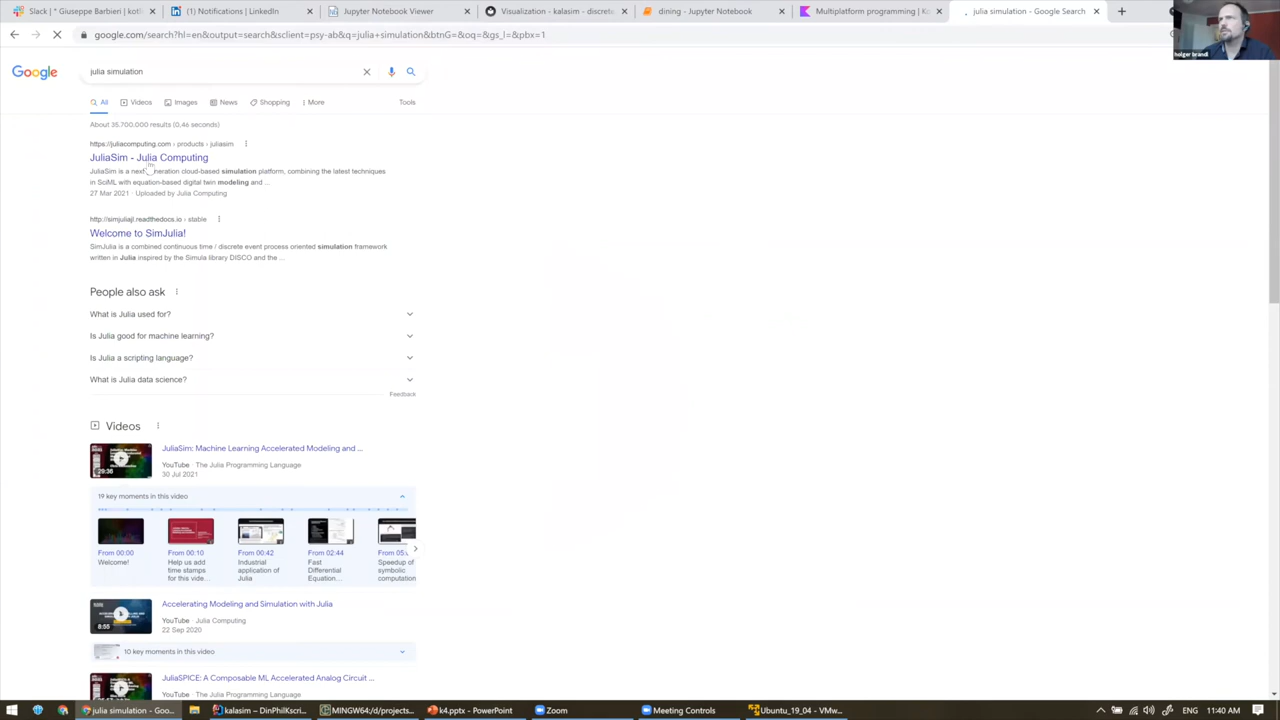 Slack | * Giuseppe Barbieri * K
(1) Notifications | LinkedIn
Jupyter Notebook Viewer
Visualization - kalasim - discrete
dining - Jupyter Notebook
Multiplatform programming | Ko
julia simulation - Google Search
google.com/search?hl=en&output=search&sclient=psy-ab&q=julia+simulation&btnG=&oq=&gs_l=&pbx=1
holger brandl
Google
julia simulation
All
Videos
Images
News
Shopping
More
Tools
About 35.700,000 results (0,46 seconds)
https://juliacomputing.com › products › juliasim
JuliaSim - Julia Computing
JuliaSim is a next generation cloud-based simulation platform, combining the latest techniques
in SciML with equation-based digital twin modeling and ...
27 Mar 2021 · Uploaded by Julia Computing
http://simjuliajl.readthedocs.io › stable
Welcome to SimJulia!
SimJulia is a combined continuous time / discrete event process oriented simulation framework
written in Julia inspired by the Simula library DISCO and the ...
People also ask
What is Julia used for?
Is Julia good for machine learning?
Is Julia a scripting language?
What is Julia data science?
Feedback
Videos
29:36
JuliaSim: Machine Learning Accelerated Modeling and ...
YouTube · The Julia Programming Language
30 Jul 2021
19 key moments in this video
From 00:00
Welcome!
From 00:10
Help us add
time stamps
for this vide...
From 00:42
Industrial
application of
Julia
From 02:44
Fast
Differential
Equation...
From 05:
Speedup of
symbolic
computation
8:55
Accelerating Modeling and Simulation with Julia
YouTube · Julia Computing
22 Sep 2020
10 key moments in this video
JuliaSPICE: A Composable ML Accelerated Analog Circuit ...
YouTube · The Julia Programming Language
julia simulation - Goo...
kalasim – DinPhilKscri...
MINGW64:/d/projects...
k4.pptx - PowerPoint
Zoom
Meeting Controls
Ubuntu_19_04 - VMw...
ENG
11:40 AM